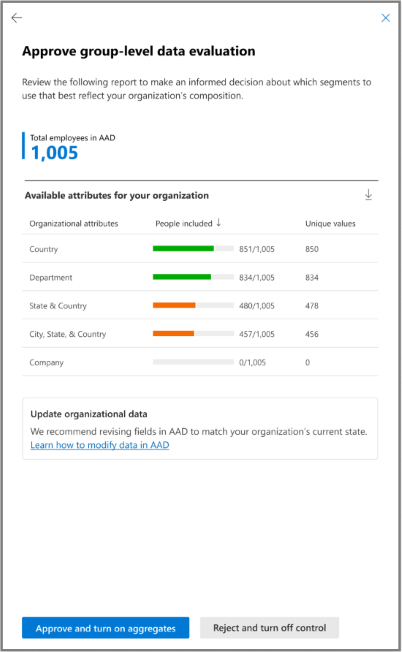 Approve group-level data evaluation
Review the following report to make an informed decision about which segments to
use that best reflect your organization's composition.
Total employees in AAD
1,005
Available attributes for your organization
Organizational attributes People included ↓ Unique values
Country 851/1,005 850
Department 834/1,005 834
State & Country 480/1,005 478
City, State, & Country 457/1,005 456
Company 0/1,005 0
Update organizational data
We recommend revising fields in AAD to match your organization's current state.
Learn how to modify data in AAD
Approve and turn on aggregates Reject and turn off control